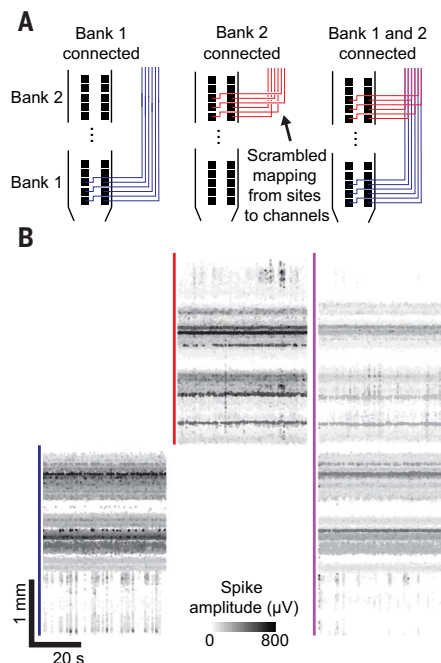 A
Bank 1
connected
Bank 2
connected
Bank 1 and 2
connected
Bank 2
Bank 1
Scrambled
mapping
from sites
to channels
B
1 mm
20 s
Spike
amplitude (µV)
0 800